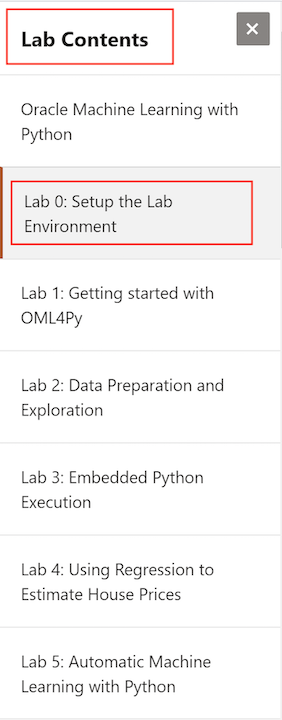 Lab Contents
Oracle Machine Learning with
Python
Lab 0: Setup the Lab
Environment
Lab 1: Getting started with
OML4Py
Lab 2: Data Preparation and
Exploration
Lab 3: Embedded Python
Execution
Lab 4: Using Regression to
Estimate House Prices
Lab 5: Automatic Machine
Learning with Python